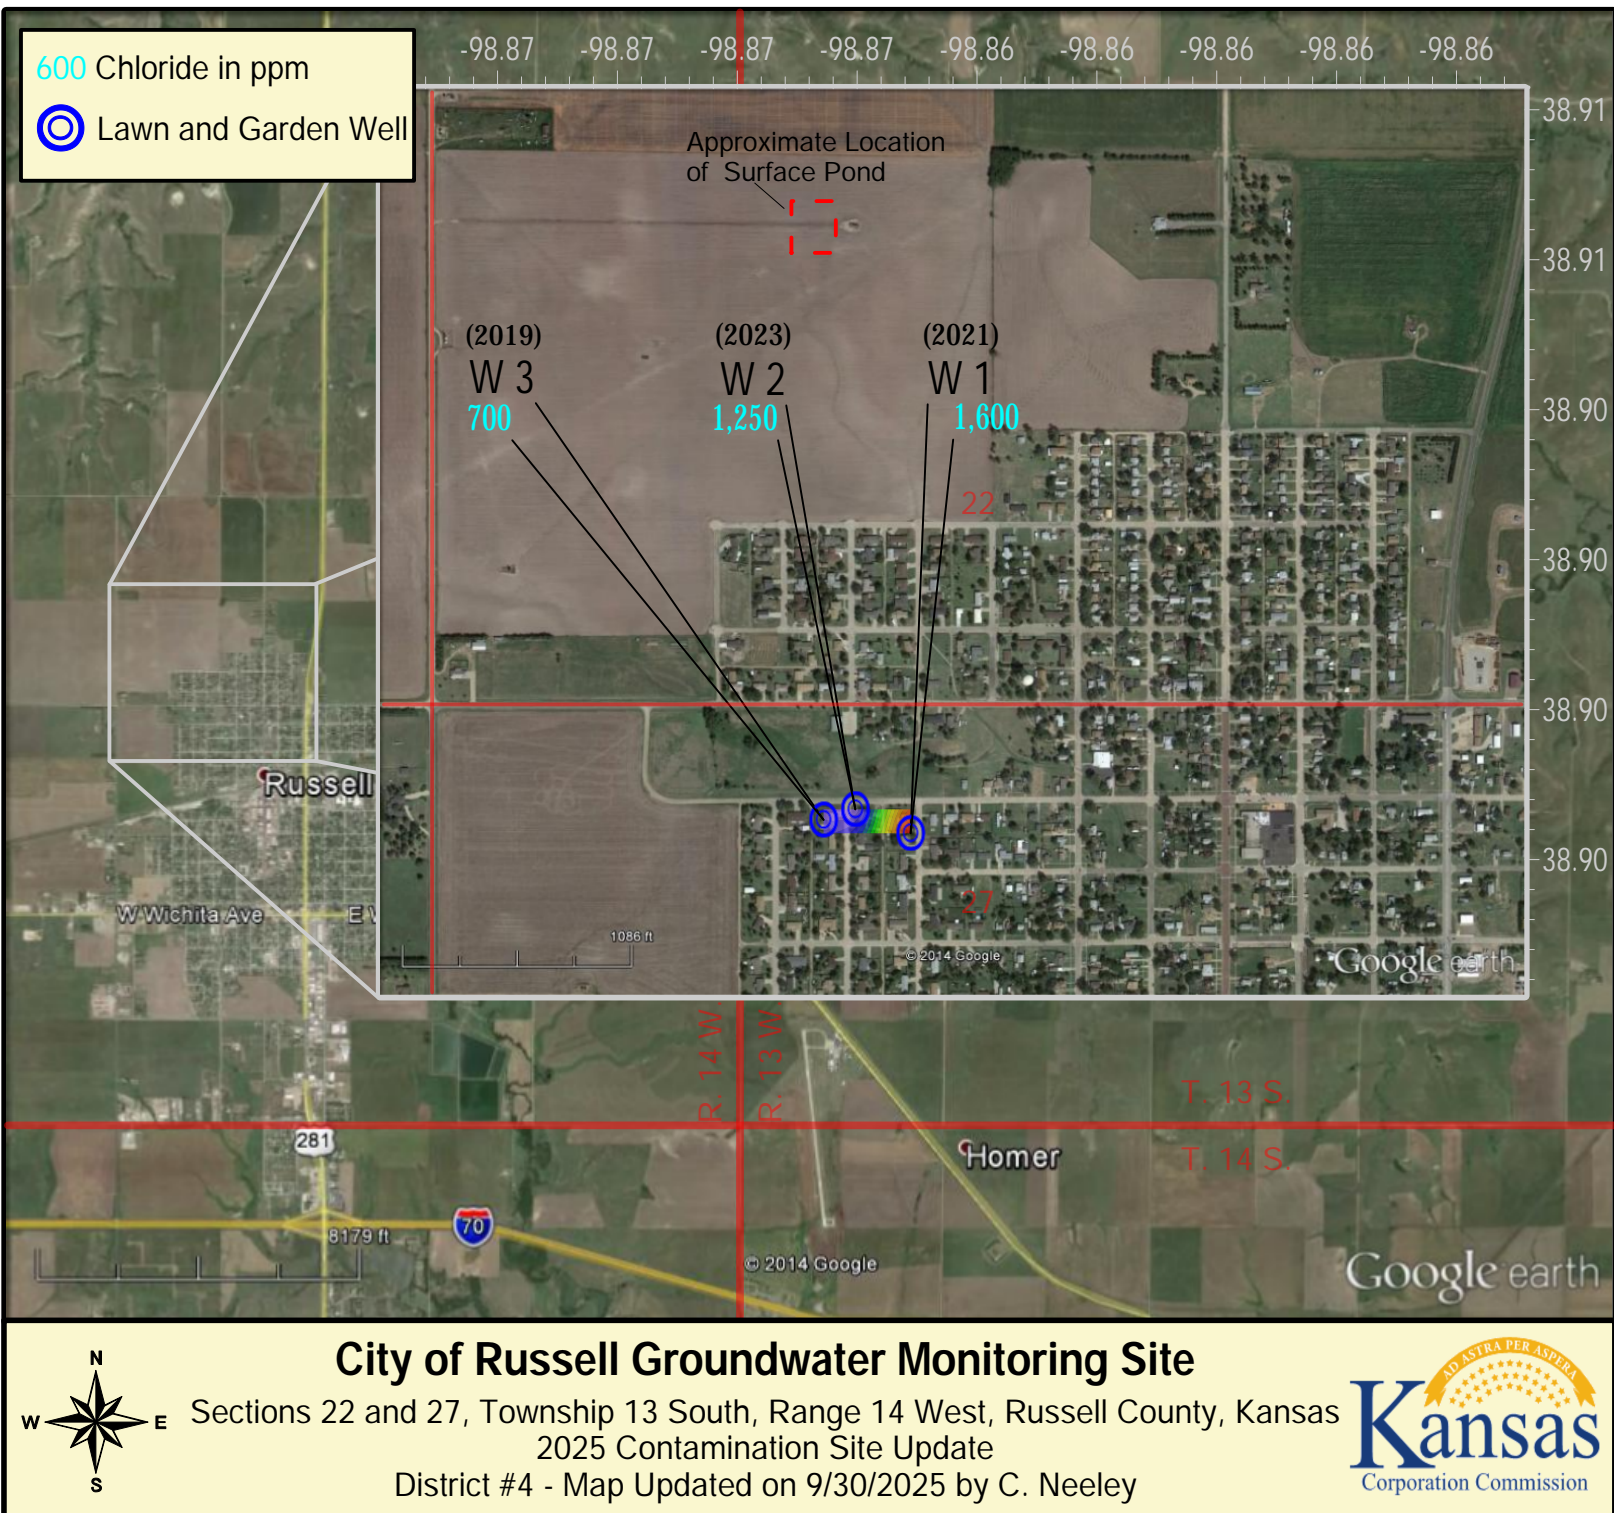 600 Chloride in ppm
Lawn and Garden Well
-98.87 -98.87 -98.87 -98.87 -98.86 -98.86 -98.86 -98.86 -98.86
38.91
38.91
38.90
38.90
38.90
38.90
Approximate Location
of Surface Pond
(2019) (2023) (2021)
W 3 W 2 W 1
700 1,250 1,600
22
27
1086 ft
© 2014 Google
Google earth
Russell
W Wichita Ave
E
R. 14 W
R. 13 W
T. 13 S.
T. 14 S.
281
Homer
70
8179 ft
© 2014 Google
Google earth
N
W E
S
City of Russell Groundwater Monitoring Site
Sections 22 and 27, Township 13 South, Range 14 West, Russell County, Kansas
2025 Contamination Site Update
District #4 - Map Updated on 9/30/2025 by C. Neeley
AD ASTRA PER ASPERA
Kansas
Corporation Commission